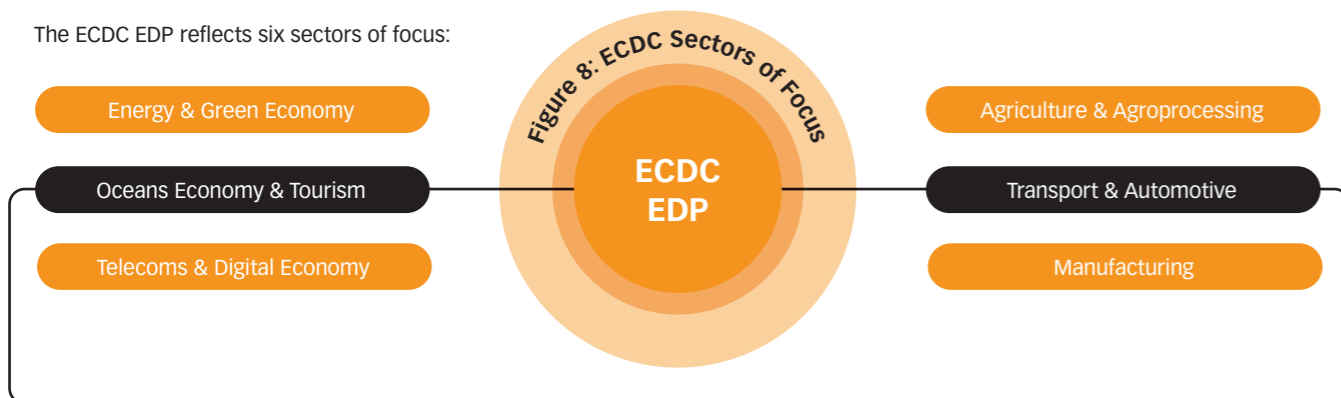 The ECDC EDP reflects six sectors of focus:
Figure 8: ECDC Sectors of Focus
Energy & Green Economy
Oceans Economy & Tourism
Telecoms & Digital Economy
ECDC
EDP
Agriculture & Agroprocessing
Transport & Automotive
Manufacturing